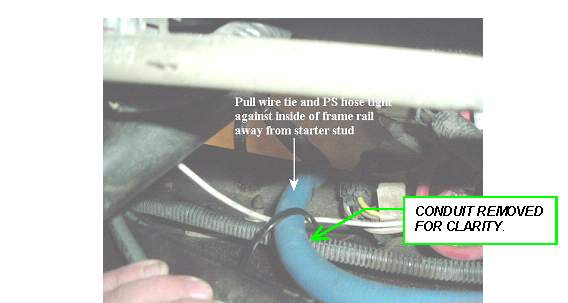 Pull wire tie and PS hose tight
against inside of frame rail
away from starter stud
CONDUIT REMOVED
FOR CLARITY.